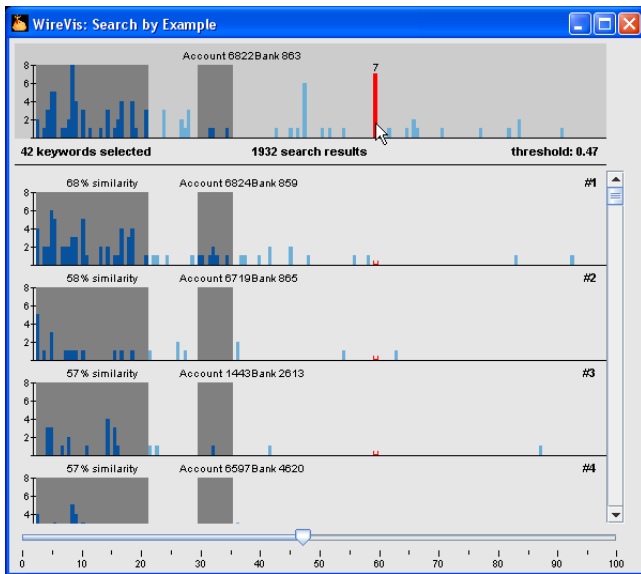 WireVis: Search by Example
Account 6822Bank 863
8
6
4
2
7
42 keywords selected 1932 search results threshold: 0.47
68% similarity Account 6824Bank 859 #1
8
6
4
2
58% similarity Account 6719Bank 865 #2
8
6
4
2
57% similarity Account 1443Bank 2613 #3
8
6
4
2
57% similarity Account 6597Bank 4620 #4
8
6
4
0 10 20 30 40 50 60 70 80 90 100